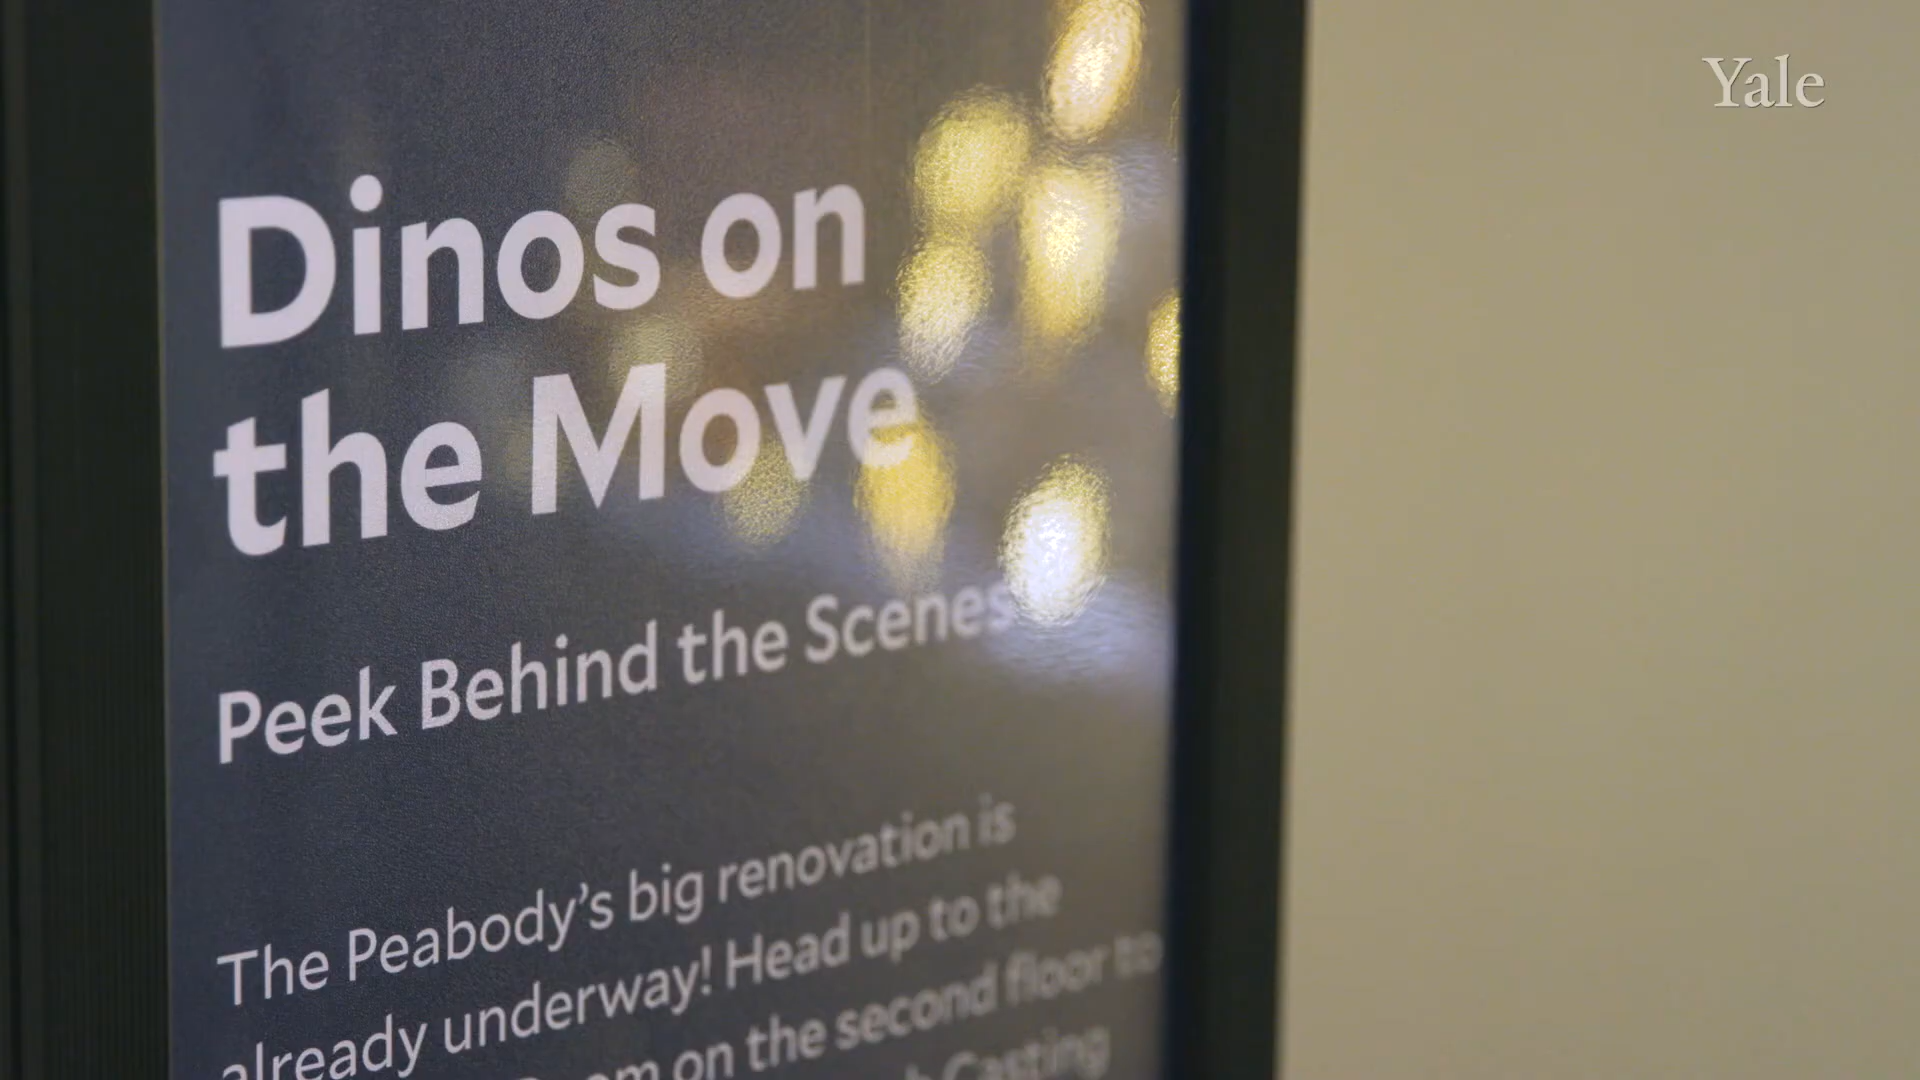 Yale
Dinos on
the Move
Peek Behind the Scenes
The Peabody's big renovation is
already underway! Head up to the
on the second floor to
Casting